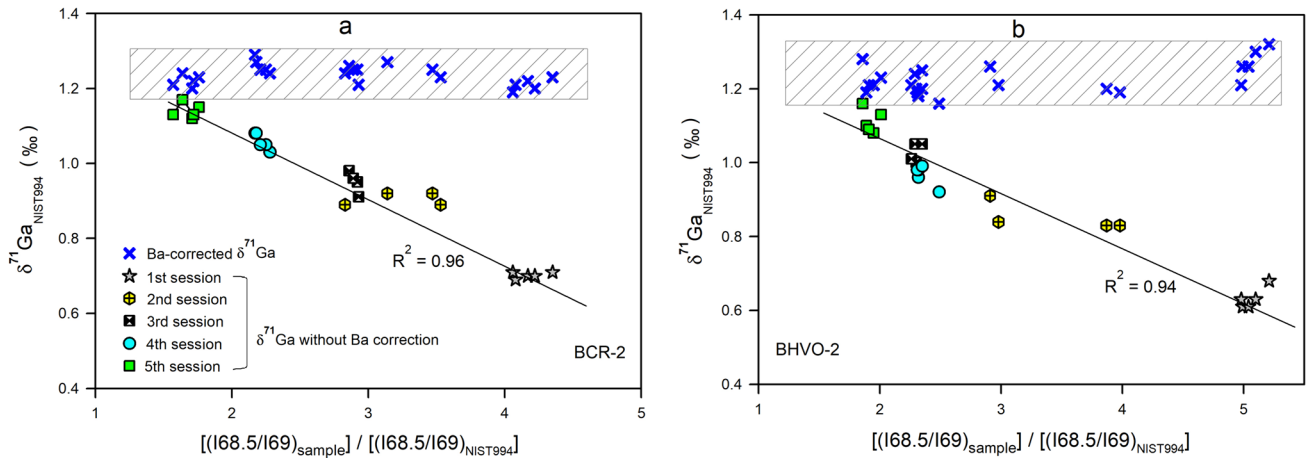 a
1.6
1.4
1.2
1.0
0.8
0.6
0.4
δ71GaNIST994 (‰)
Ba-corrected δ71Ga
1st session
2nd session
3rd session
4th session
5th session
δ71Ga without Ba correction
R2 = 0.96
BCR-2
1 2 3 4 5
[(I68.5/I69)sample] / [(I68.5/I69)NIST994]
b
1.4
1.2
1.0
0.8
0.6
0.4
δ71GaNIST994 (‰)
R2 = 0.94
BHVO-2
1 2 3 4 5
[(I68.5/I69)sample] / [(I68.5/I69)NIST994]